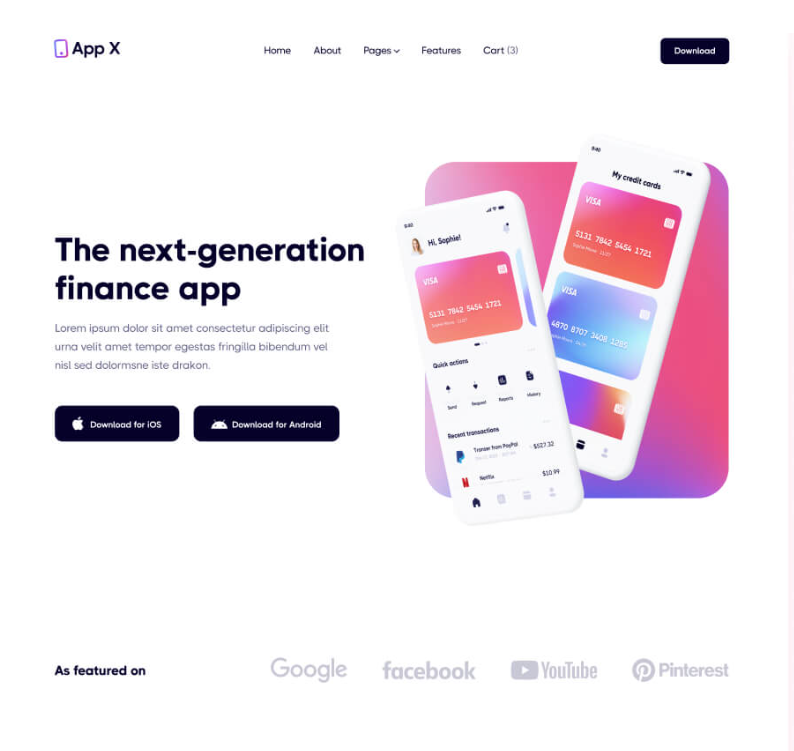 App X
Home About Pages Features Cart (3)
Download
The next-generation
finance app
Lorem ipsum dolor sit amet consectetur adipiscing elit
urna velit amet tempor egestas fringilla bibendum vel
nisl sed dolormsne iste drakon.
Download for iOS
Download for Android
9:40
My credit cards
VISA
5131 7842 5454 1721
VISA
4870 8707 3408 1285
9:40
Hi, Sophie!
VISA
5131 7842 5454 1721
Quick actions
Send Request Reports History
Recent transactions
Transer from PayPal
$527.32
Netflix
$10.99
As featured on
Google
facebook
YouTube
Pinterest